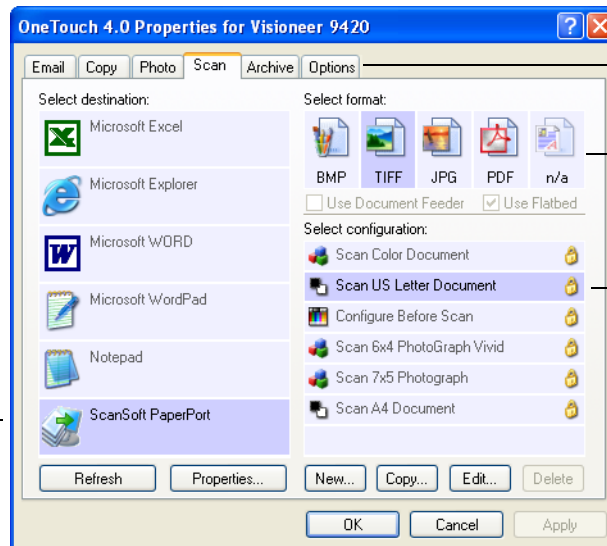 OneTouch 4.0 Properties for Visioneer 9420
Email Copy Photo Scan Archive Options
Select destination:
Microsoft Excel
Microsoft Explorer
Microsoft WORD
Microsoft WordPad
Notepad
ScanSoft PaperPort
Refresh Properties...
Select format:
BMP TIFF JPG PDF n/a
Use Document Feeder Use Flatbed
Select configuration:
Scan Color Document
Scan US Letter Document
Configure Before Scan
Scan 6x4 PhotoGraph Vivid
Scan 7x5 Photograph
Scan A4 Document
New... Copy... Edit... Delete
OK Cancel Apply